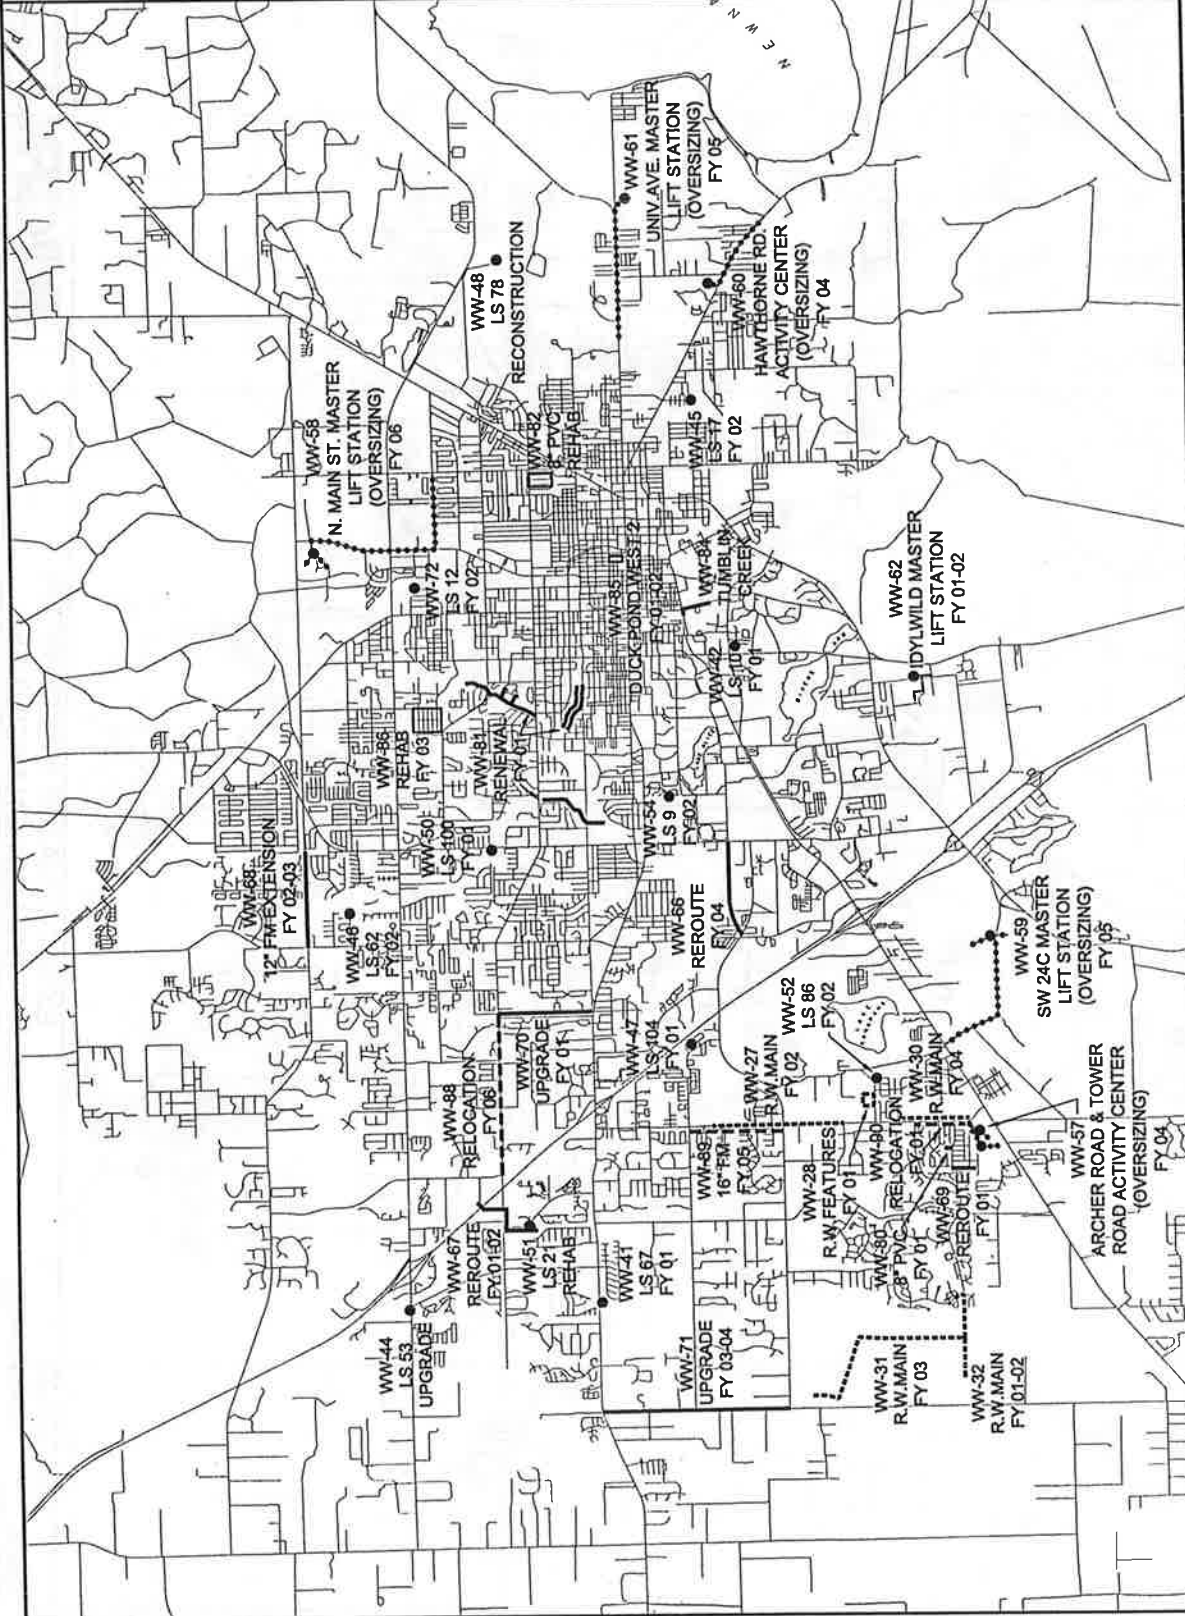 NEWNA
WW-61
UNIV.AVE. MASTER
LIFT STATION
(OVERSIZING)
FY 05
WW-48
LS 78
RECONSTRUCTION
WW-60
HAWTHORNE RD.
ACTIVITY CENTER
(OVERSIZING)
FY 04
WW-58
N. MAIN ST. MASTER
LIFT STATION
(OVERSIZING)
FY 06
WW-82
8" PVC
REHAB
WW-45
LS 17
FY 02
WW-72
LS 12
FY 02
WW-85
DUCK POND WEST 2
FY 01-02
WW-84
TUMBLIN
CREEK
WW-62
IDYLWILD MASTER
LIFT STATION
FY 01-02
WW-42
LS 10
FY 01
WW-86
REHAB
FY 03
WW-81
RENEWAL
FY 01
WW-68
12" FM EXTENSION
FY 02-03
WW-50
LS 100
FY 01
WW-54
LS 9
FY 02
WW-46
LS 62
FY 02
WW-66
REROUTE
FY 04
WW-59
SW 24C MASTER
LIFT STATION
(OVERSIZING)
FY 05
WW-52
LS 86
FY 02
WW-70
UPGRADE
FY 01
WW-47
LS 104
FY 01
WW-27
R.W.MAIN
FY 02
WW-30
R.W.MAIN
FY 04
WW-88
RELOCATION
FY 06
WW-89
16" FM
FY 05
WW-28
R.W. FEATURES
FY 01
WW-90
RELOCATION
FY 01
WW-57
ARCHER ROAD & TOWER
ROAD ACTIVITY CENTER
(OVERSIZING)
FY 04
WW-67
REROUTE
FY 01-02
WW-51
LS 21
REHAB
WW-41
LS 67
FY 01
WW-80
8" PVC
FY 01
WW-69
REROUTE
FY 01
WW-44
LS 53
UPGRADE
WW-71
UPGRADE
FY 03-04
WW-31
R.W.MAIN
FY 03
WW-32
R.W.MAIN
FY 01-02